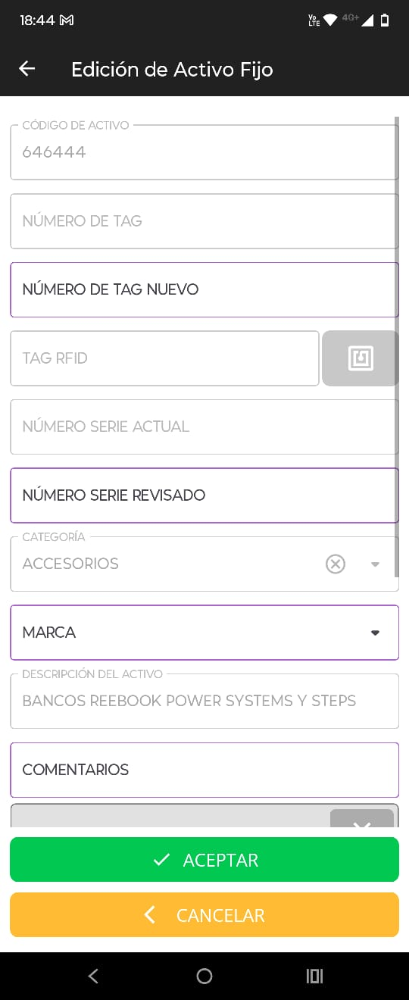 18:44
Vo LTE 4G+
Edición de Activo Fijo
CÓDIGO DE ACTIVO
646444
NÚMERO DE TAG
NÚMERO DE TAG NUEVO
TAG RFID
NÚMERO SERIE ACTUAL
NÚMERO SERIE REVISADO
CATEGORÍA
ACCESORIOS
MARCA
DESCRIPCIÓN DEL ACTIVO
BANCOS REEBOOK POWER SYSTEMS Y STEPS
COMENTARIOS
ACEPTAR
CANCELAR